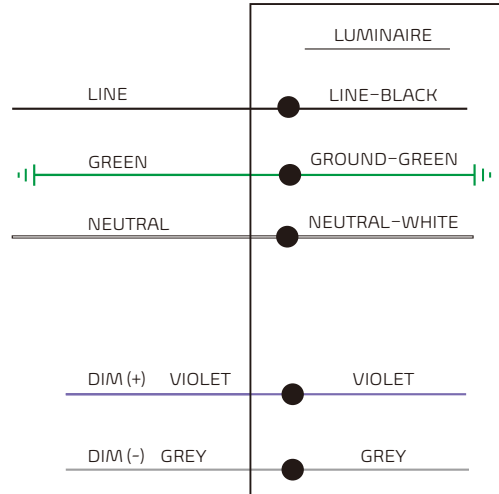 LUMINAIRE
LINE LINE-BLACK
GREEN GROUND-GREEN
NEUTRAL NEUTRAL-WHITE
DIM (+) VIOLET VIOLET
DIM (-) GREY GREY